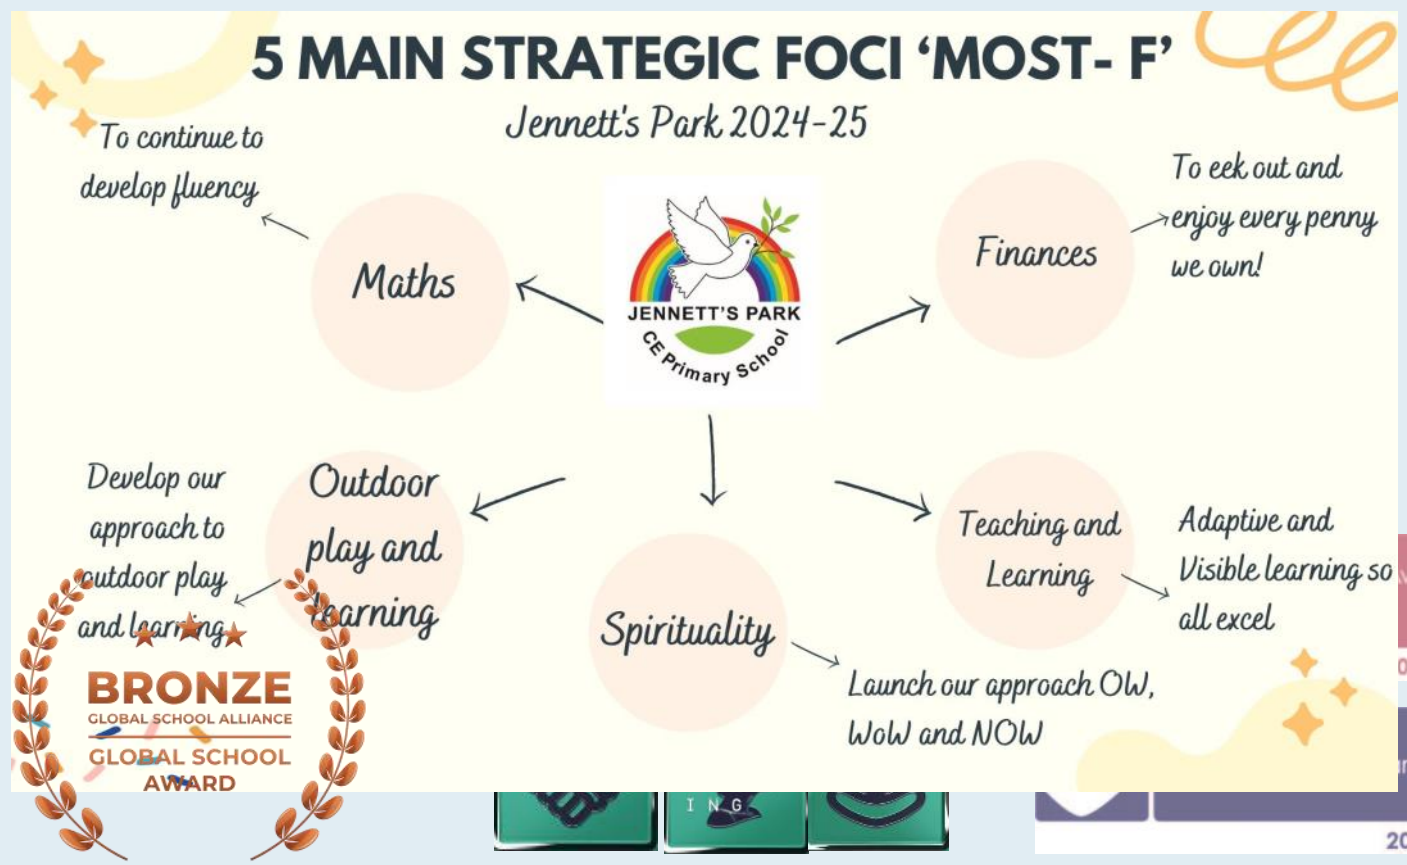 5 MAIN STRATEGIC FOCI ‘MOST- F’
Jennett's Park 2024-25
To continue to
develop fluency
Maths
JENNETT'S PARK
CE Primary School
Finances
To eek out and
enjoy every penny
we own!
Develop our
approach to
outdoor play
and learning
Outdoor
play and
learning
Spirituality
Launch our approach OW,
WoW and NOW
Teaching and
Learning
Adaptive and
Visible learning so
all excel
BRONZE
GLOBAL SCHOOL ALLIANCE
GLOBAL SCHOOL
AWARD
ING
20